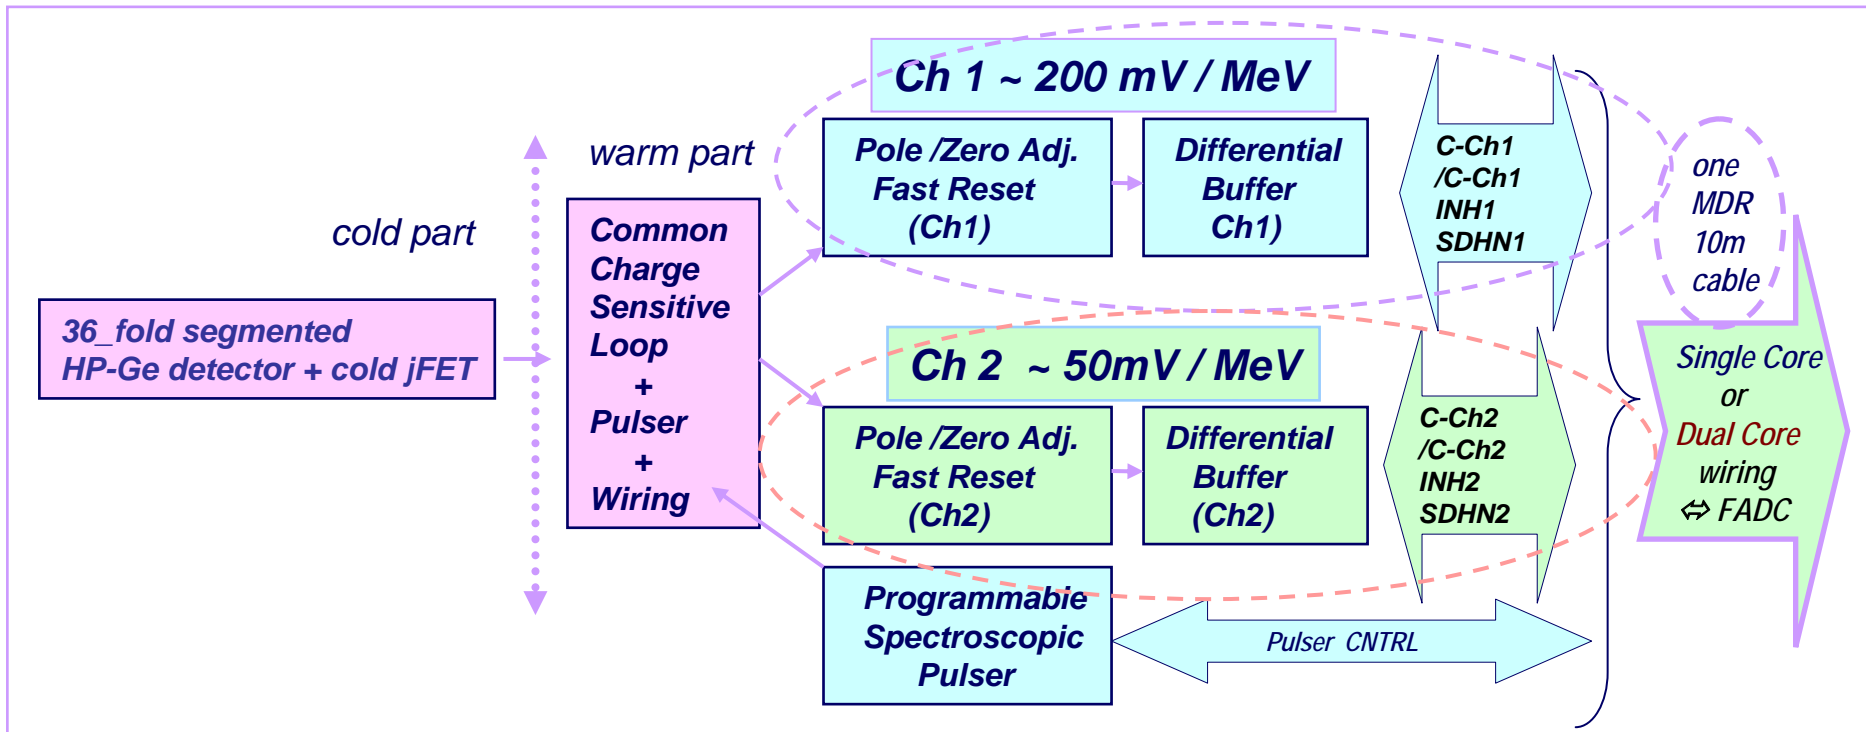 Ch 1 ~ 200 mV / MeV
warm part
cold part
36_fold segmented
HP-Ge detector + cold jFET
Common
Charge
Sensitive
Loop
+
Pulser
+
Wiring
Pole /Zero Adj.
Fast Reset
(Ch1)
Differential
Buffer
Ch1)
C-Ch1
/C-Ch1
INH1
SDHN1
one
MDR
10m
cable
Ch 2 ~ 50mV / MeV
Pole /Zero Adj.
Fast Reset
(Ch2)
Differential
Buffer
(Ch2)
C-Ch2
/C-Ch2
INH2
SDHN2
Single Core
or
Dual Core
wiring
⇔ FADC
Programmabie
Spectroscopic
Pulser
Pulser CNTRL